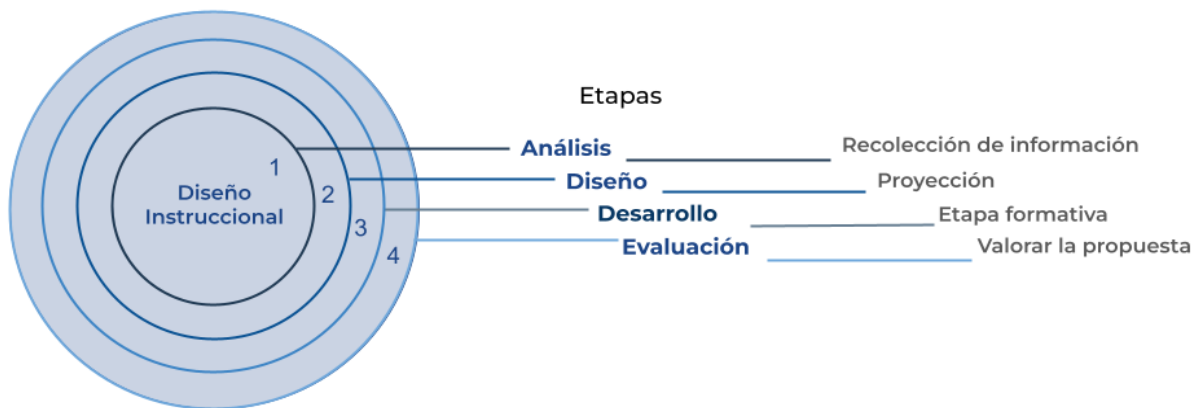 Etapas
1
Diseño
Instruccional
2
3
4
Análisis
Recolección de información
Diseño
Proyección
Desarrollo
Etapa formativa
Evaluación
Valorar la propuesta